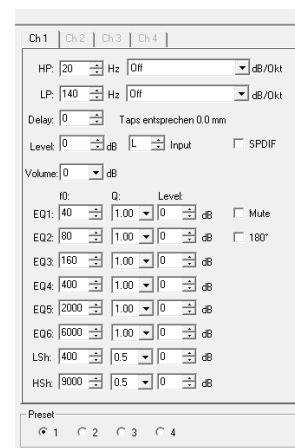 Ch 1 Ch 2 Ch 3 Ch 4
HP: 20 Hz Off dB/Okt
LP: 140 Hz Off dB/Okt
Delay: 0 Taps entsprechen 0.0 mm
Level: 0 dB L Input SPDIF
Volume: 0 dB
f0: Q: Level:
EQ1: 40 1.00 0 dB Mute
EQ2: 80 1.00 0 dB 180°
EQ3: 160 1.00 0 dB
EQ4: 400 1.00 0 dB
EQ5: 2000 1.00 0 dB
EQ6: 6000 1.00 0 dB
LSh: 400 0.5 0 dB
HSh: 9000 0.5 0 dB
Preset
1 2 3 4